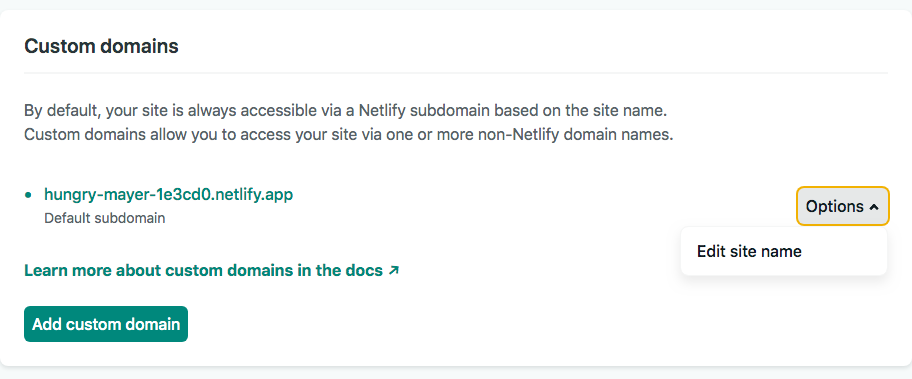 Custom domains
By default, your site is always accessible via a Netlify subdomain based on the site name.
Custom domains allow you to access your site via one or more non-Netlify domain names.
hungry-mayer-1e3cd0.netlify.app
Default subdomain
Options
Edit site name
Learn more about custom domains in the docs ↗
Add custom domain